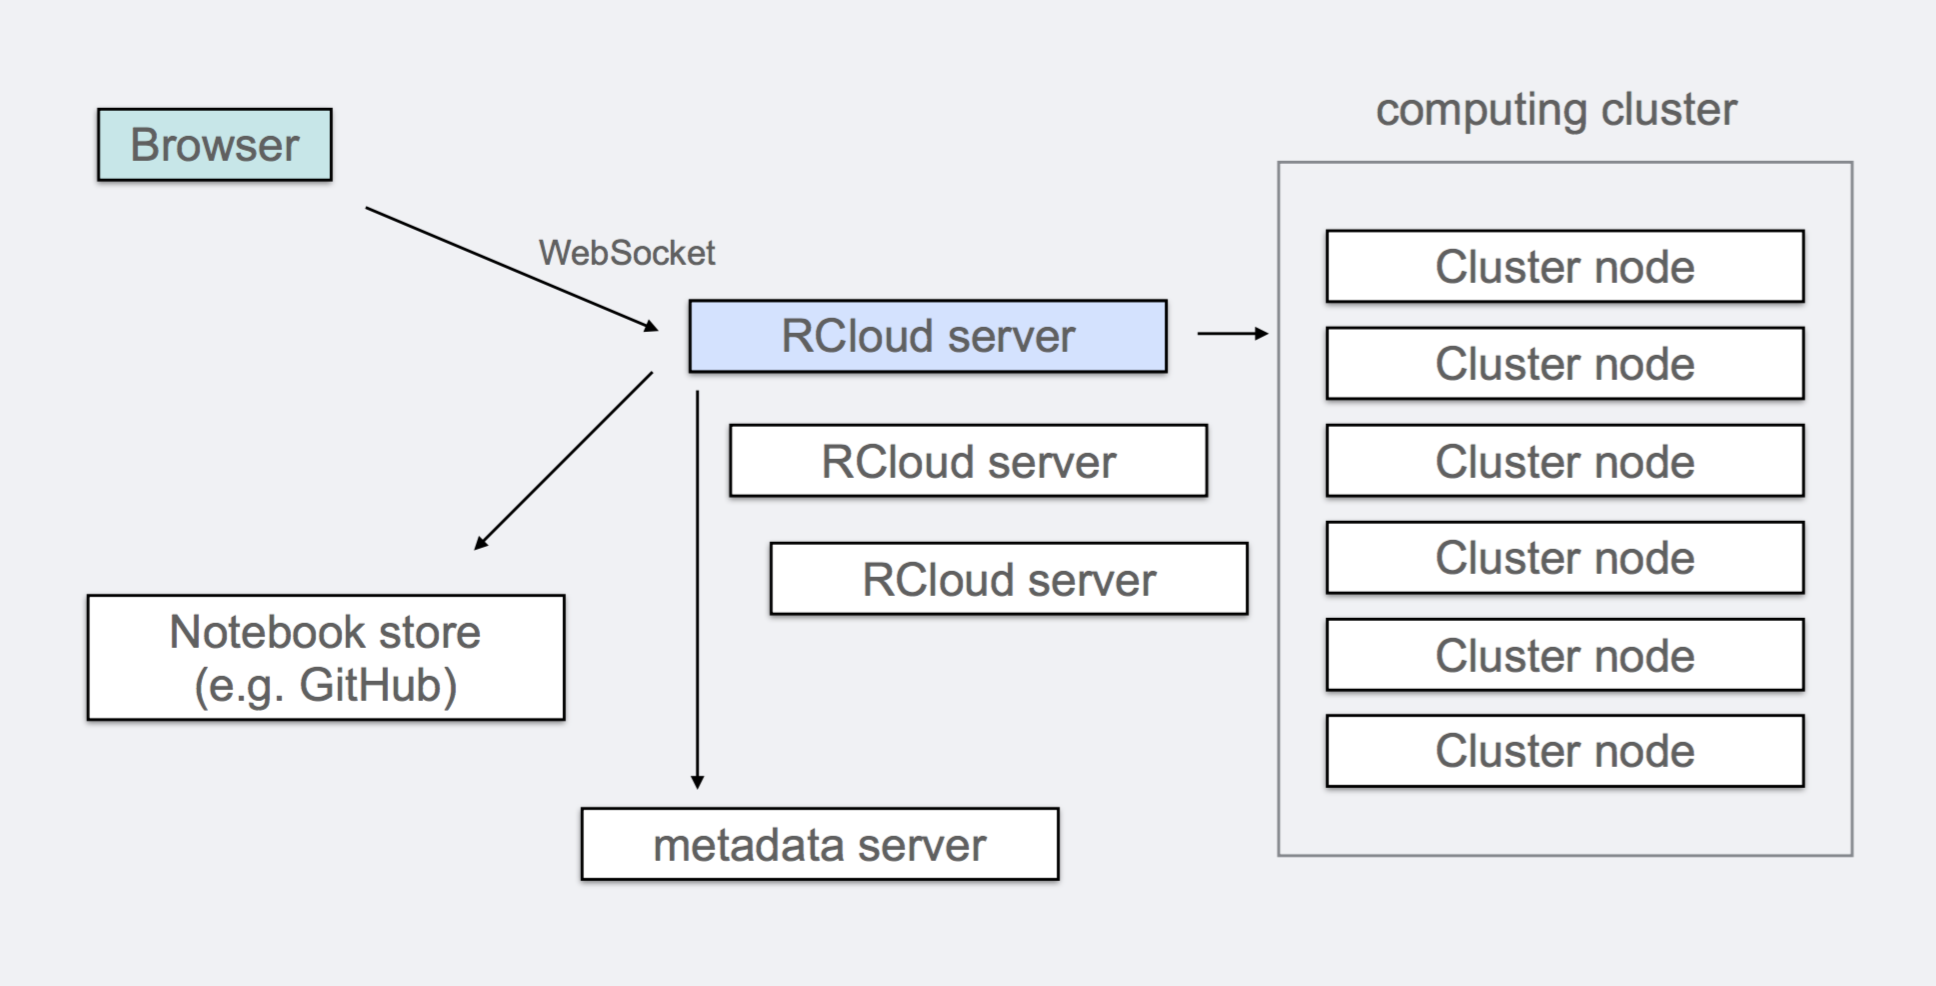 computing cluster
Browser
WebSocket
RCloud server
RCloud server
RCloud server
Notebook store
(e.g. GitHub)
metadata server
Cluster node
Cluster node
Cluster node
Cluster node
Cluster node
Cluster node